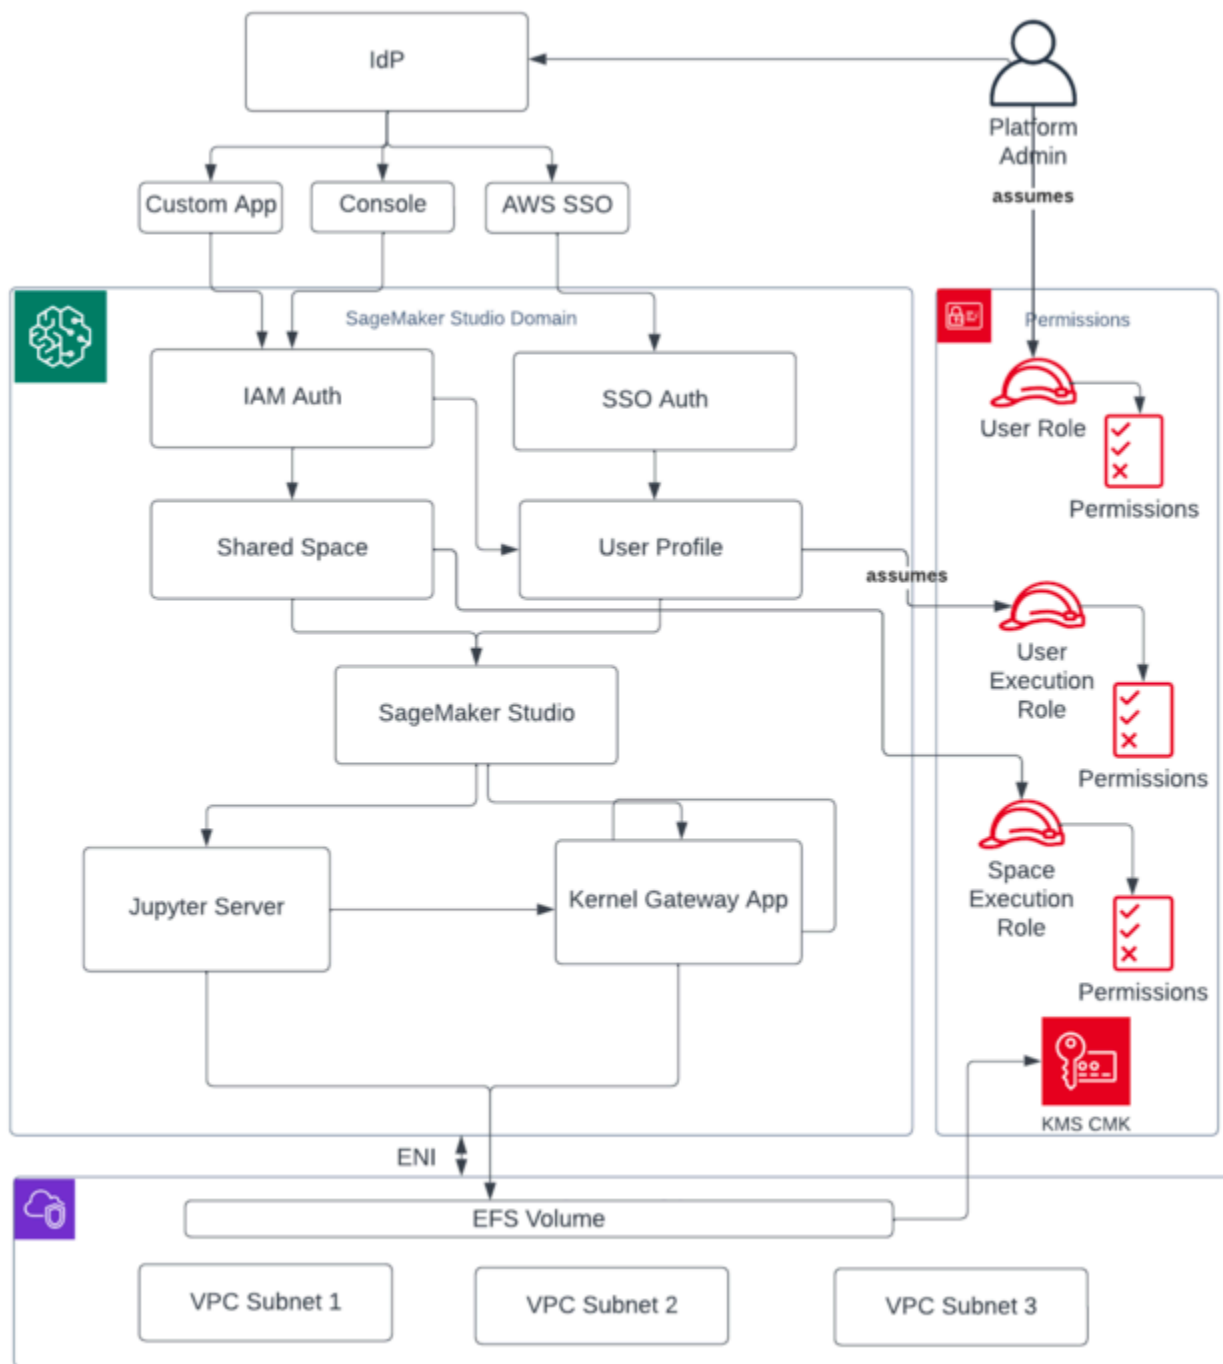 IdP
Platform
Admin
assumes
Custom App
Console
AWS SSO
SageMaker Studio Domain
Permissions
IAM Auth
SSO Auth
User Role
Permissions
Shared Space
User Profile
assumes
User
Execution
Role
Permissions
SageMaker Studio
Jupyter Server
Kernel Gateway App
Space
Execution
Role
Permissions
KMS CMK
ENI
EFS Volume
VPC Subnet 1
VPC Subnet 2
VPC Subnet 3